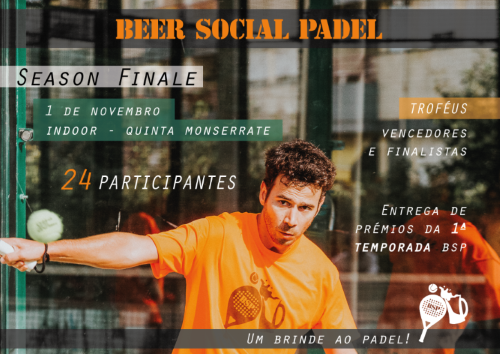 BEER SOCIAL PADEL
SEASON FINALE
1 DE NOVEMBRO
INDOOR - QUINTA MONSERRATE
24 PARTICIPANTES
TROFÉUS
VENCEDORES
E FINALISTAS
ENTREGA DE
PRÉMIOS DA 1ª
TEMPORADA BSP
BSP
UM BRINDE AO PADEL!